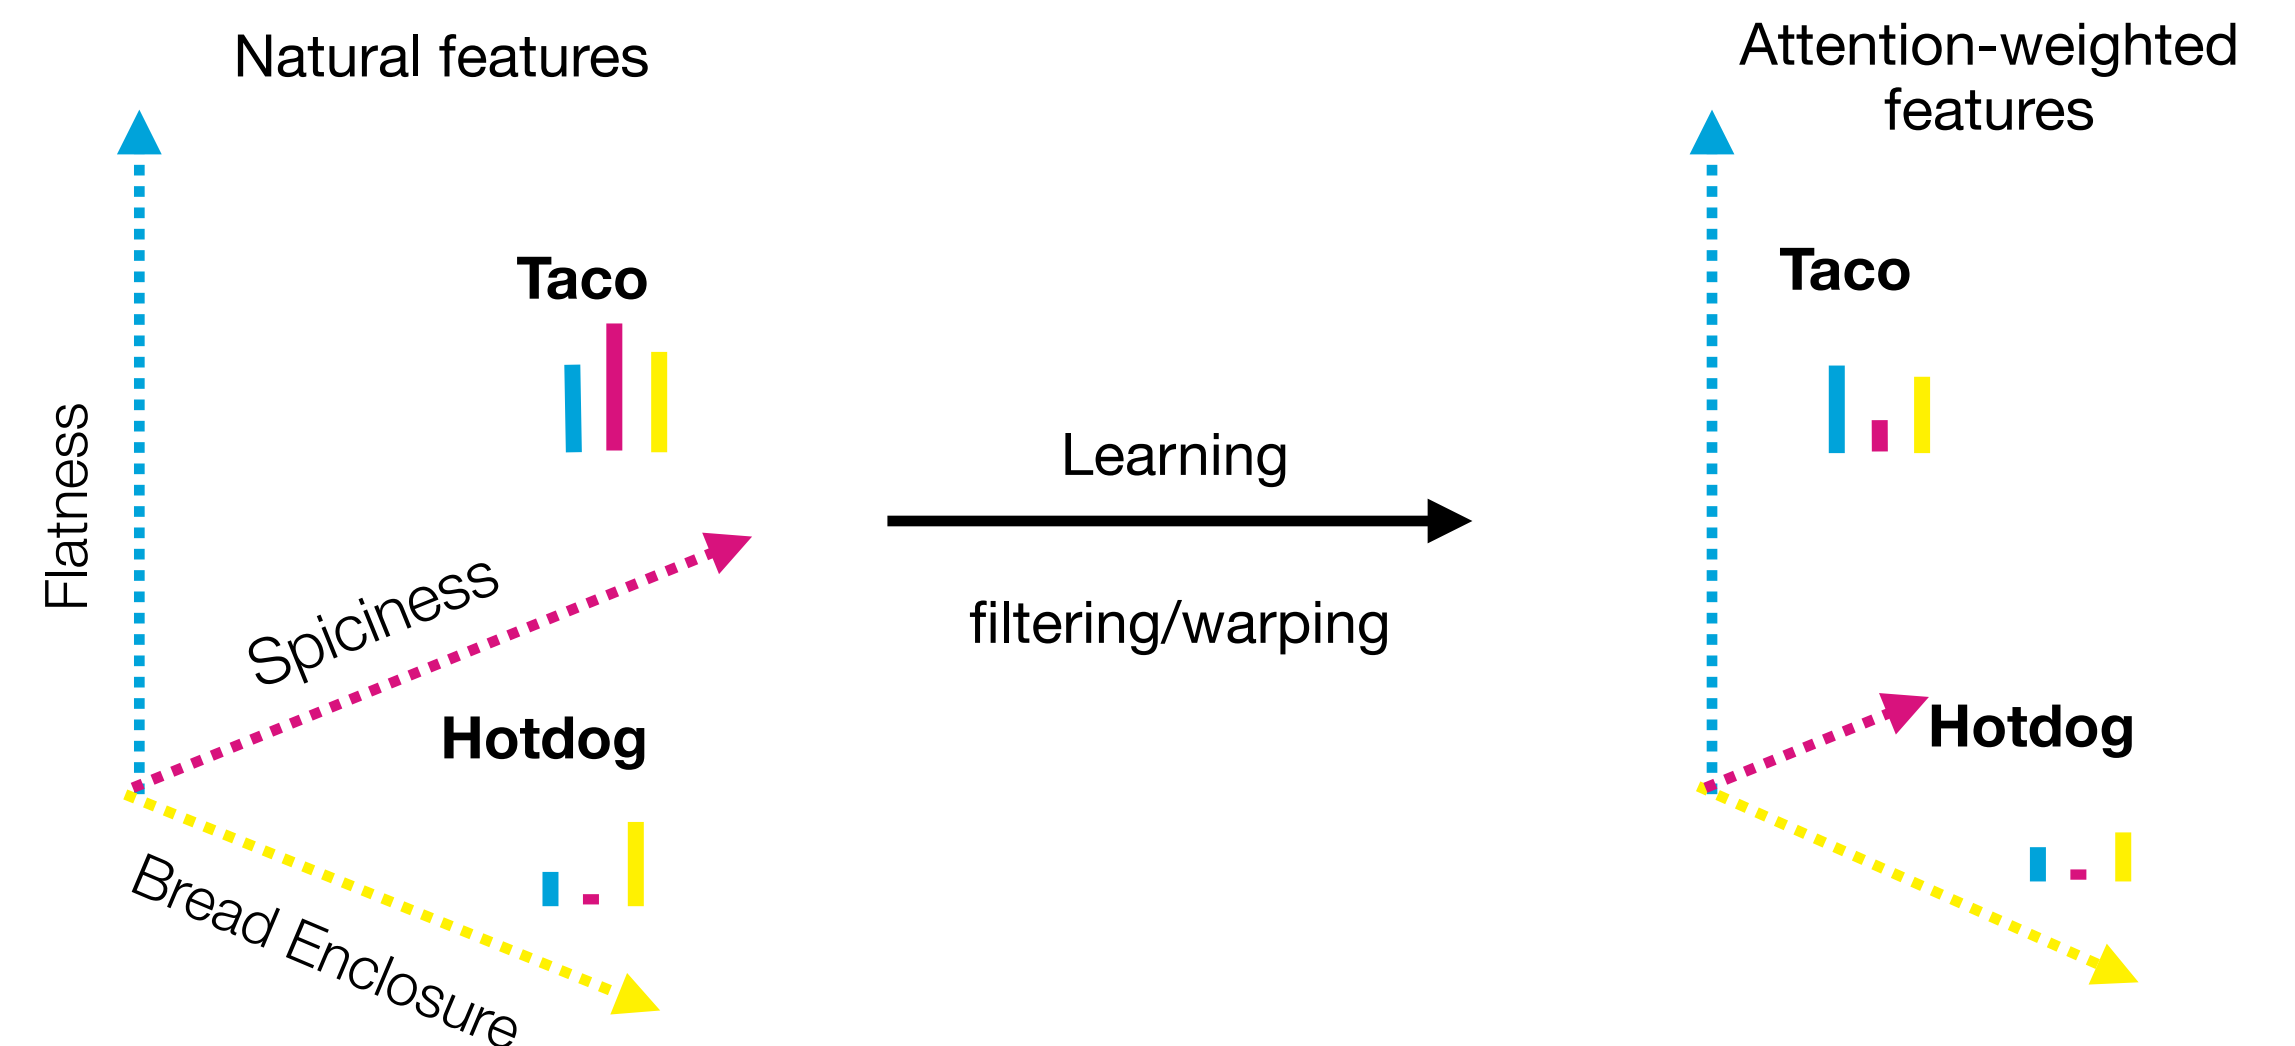 Natural features
Attention-weighted
features
Taco
Taco
Flatness
Learning
Spiciness
filtering/warping
Hotdog
Hotdog
Bread Enclosure